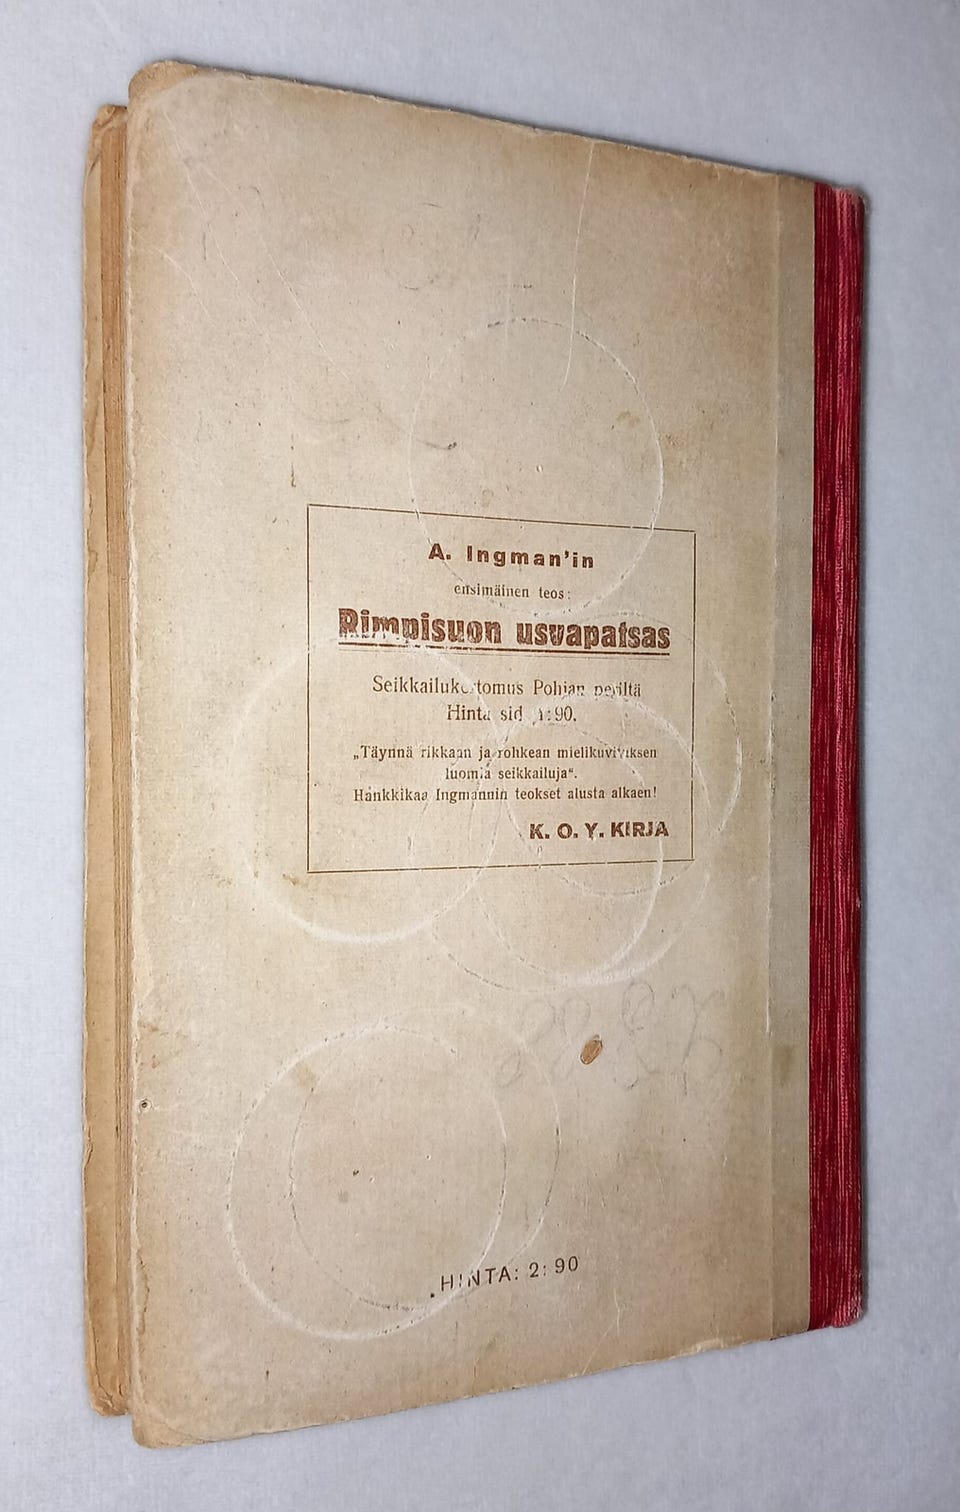 A. Ingman'in
ensimäinen teos:
Rimpisuon usvapatsas
Seikkailukertomus Pohjan periltä
Hinta sid :90.
„Täynnä rikkaan ja rohkean mielikuvituksen
luomia seikkailuja“.
Hankkikaa Ingmannin teokset alusta alkaen!
K. O. Y. KIRJA
HINTA: 2: 90